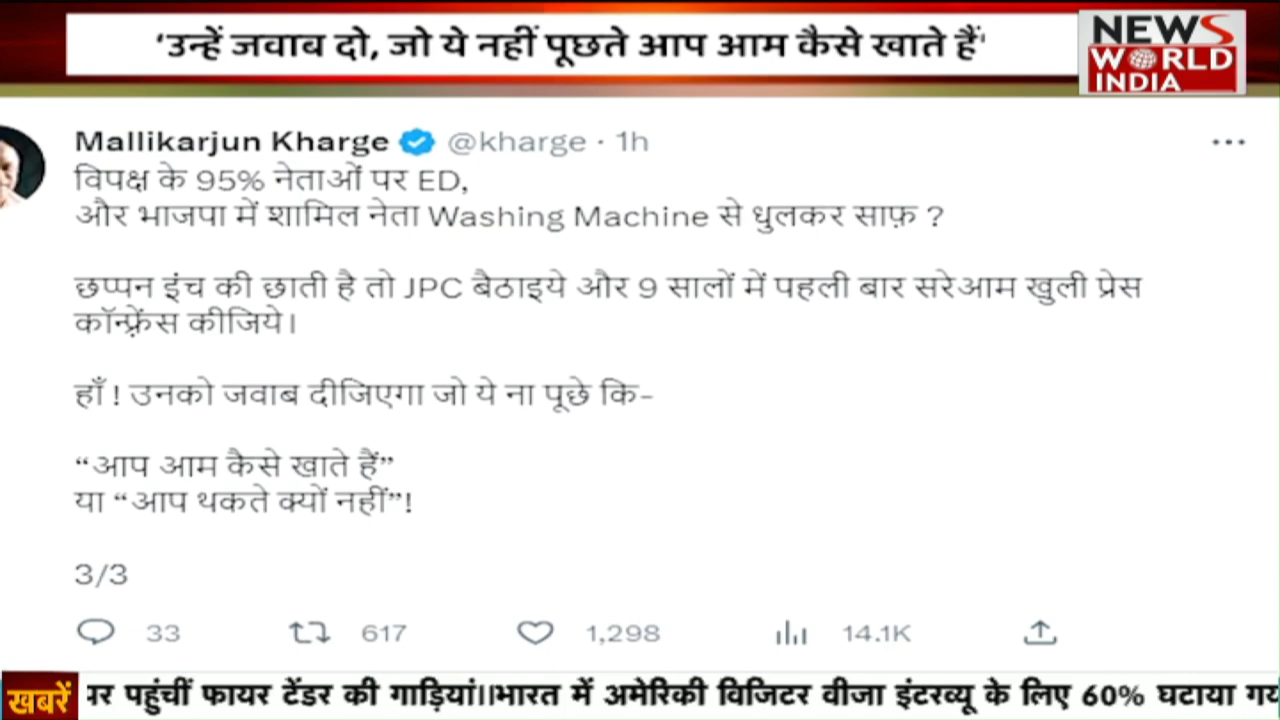 ‘उन्हें जवाब दो, जो ये नहीं पूछते आप आम कैसे खाते हैं'
NEWS
WORLD
INDIA
Mallikarjun Kharge @kharge · 1h
विपक्ष के 95% नेताओं पर ED,
और भाजपा में शामिल नेता Washing Machine से धुलकर साफ़ ?
छप्पन इंच की छाती है तो JPC बैठाइये और 9 सालों में पहली बार सरेआम खुली प्रेस
कॉन्फ़्रेंस कीजिये।
हाँ ! उनको जवाब दीजिएगा जो ये ना पूछे कि-
“आप आम कैसे खाते हैं”
या “आप थकते क्यों नहीं”!
3/3
33 617 1,298 14.1K
खबरें पर पहुंचीं फायर टेंडर की गाड़ियां॥भारत में अमेरिकी विजिटर वीजा इंटरव्यू के लिए 60% घटाया